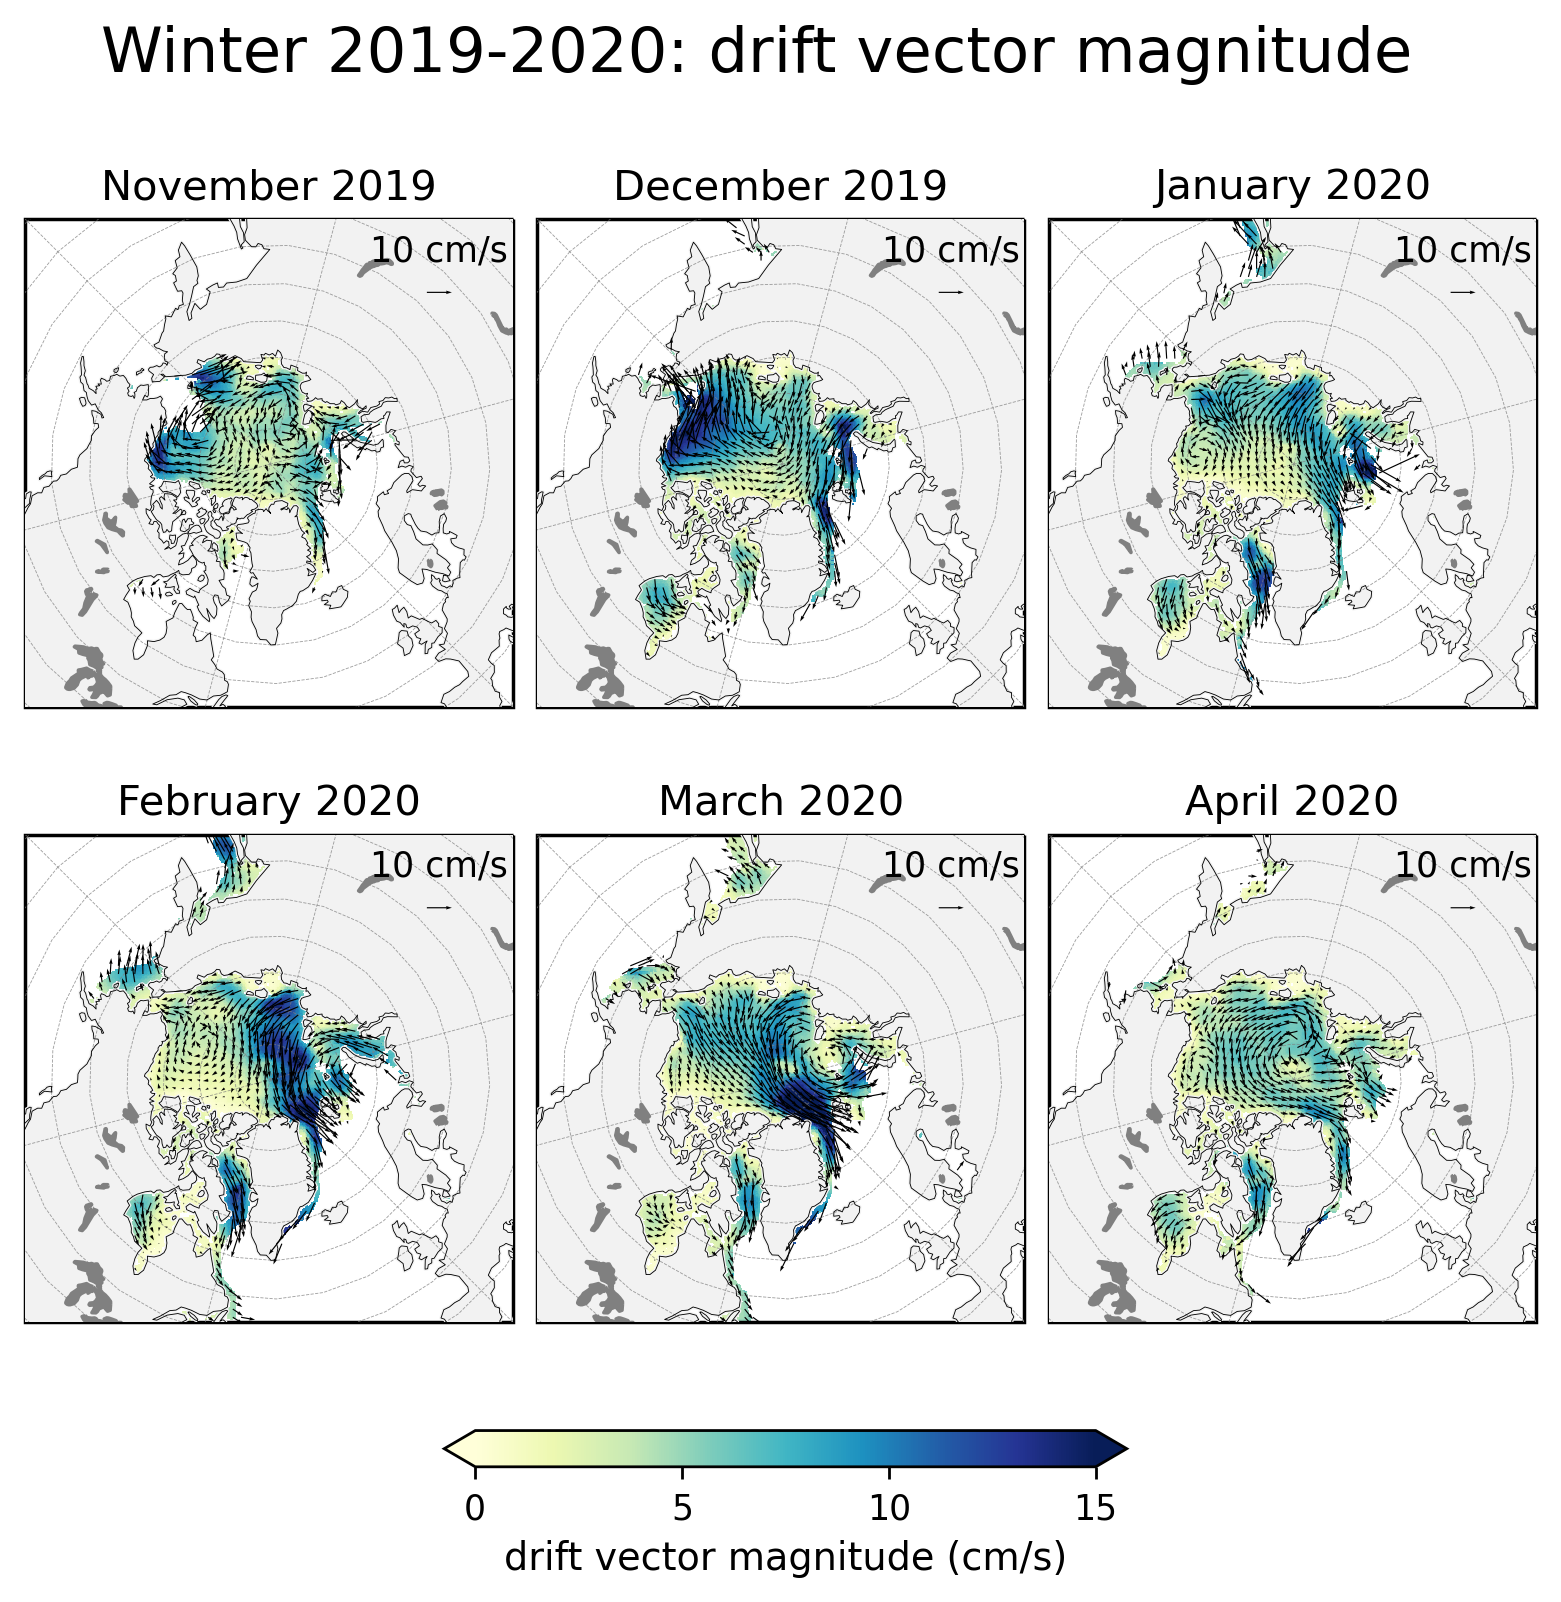 Winter 2019-2020: drift vector magnitude
November 2019
December 2019
January 2020
10 cm/s
10 cm/s
10 cm/s
February 2020
March 2020
April 2020
10 cm/s
10 cm/s
10 cm/s
0
5
10
15
drift vector magnitude (cm/s)